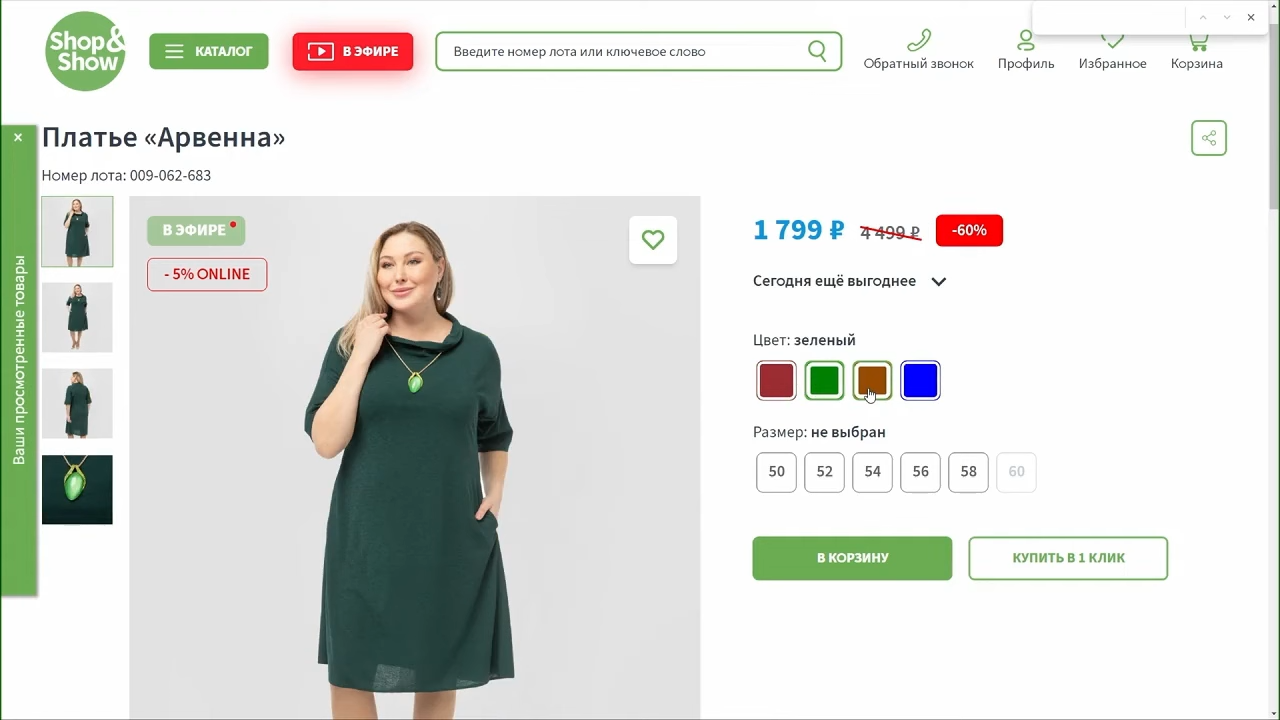 Shop&
Show
КАТАЛОГ
В ЭФИРЕ
Введите номер лота или ключевое слово
Обратный звонок
Профиль
Избранное
Корзина
Платье «Арвенна»
Номер лота: 009-062-683
Ваши просмотренные товары
В ЭФИРЕ
- 5% ONLINE
1 799 ₽ 4 499 ₽ -60%
Сегодня ещё выгоднее
Цвет: зеленый
Размер: не выбран
50 52 54 56 58 60
В КОРЗИНУ
КУПИТЬ В 1 КЛИК